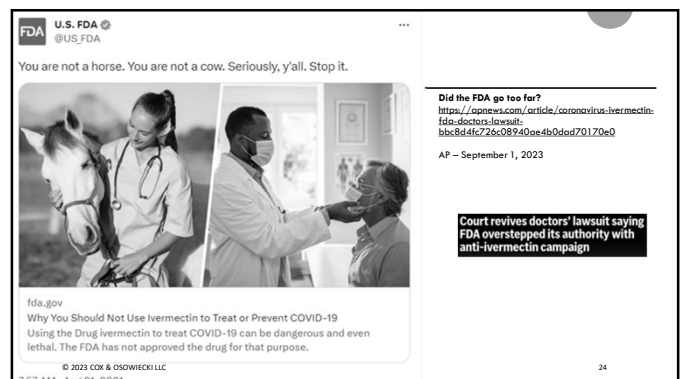 FDA
U.S. FDA
@US_FDA
You are not a horse. You are not a cow. Seriously, y'all. Stop it.
fda.gov
Why You Should Not Use Ivermectin to Treat or Prevent COVID-19
Using the Drug ivermectin to treat COVID-19 can be dangerous and even
lethal. The FDA has not approved the drug for that purpose.
Did the FDA go too far?
https://apnews.com/article/coronavirus-ivermectin-
fda-doctors-lawsuit-
bbc8d4fc726c08940ae4b0dad70170e0
AP – September 1, 2023
Court revives doctors' lawsuit saying
FDA overstepped its authority with
anti-ivermectin campaign
© 2023 COX & OSOWIECKI LLC
24